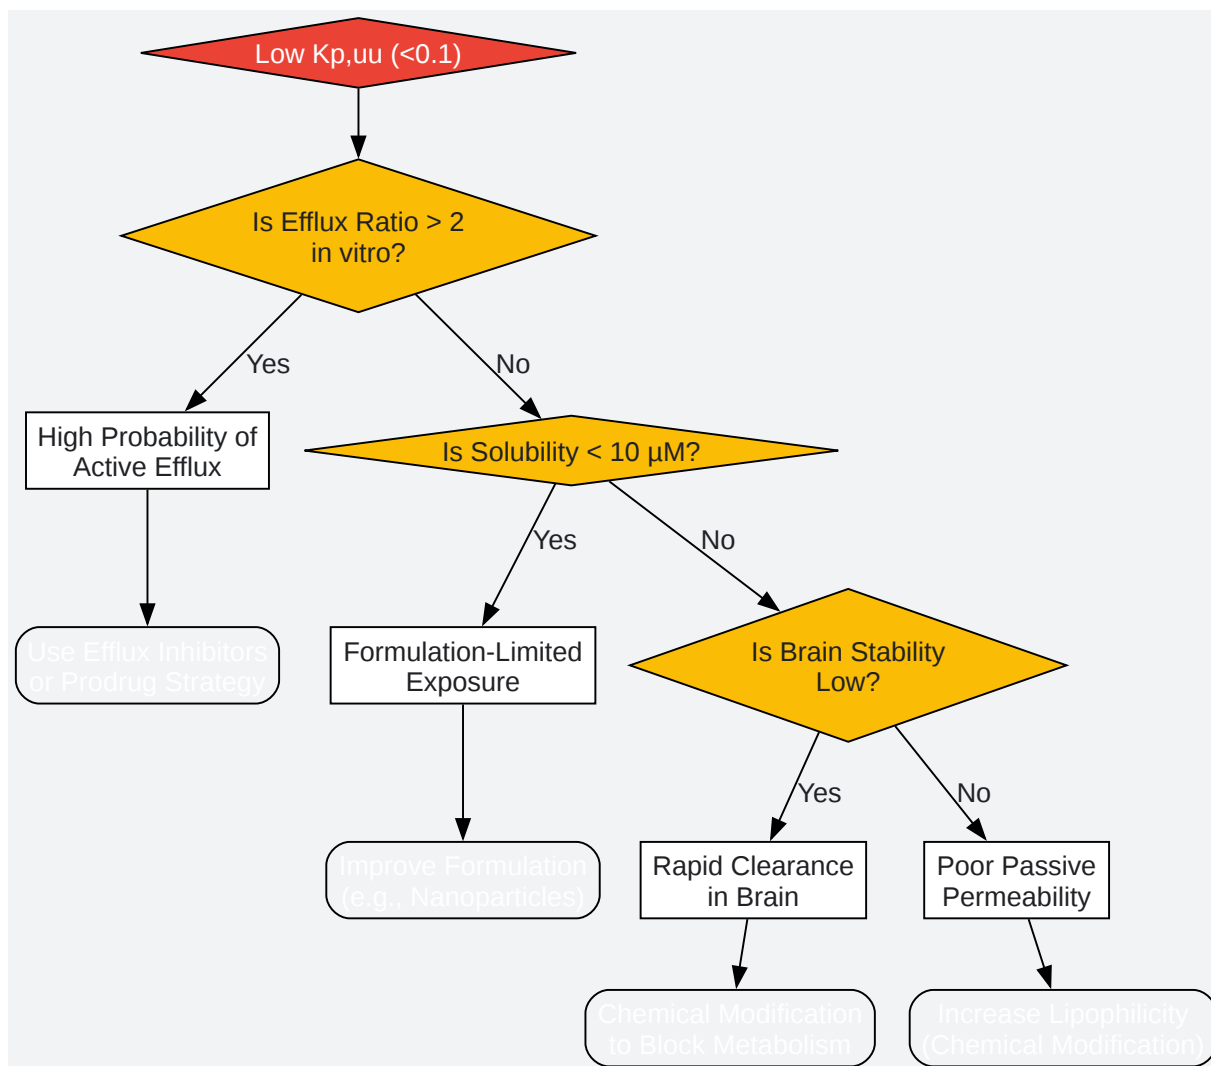 Low Kp,uu (<0.1)
Is Efflux Ratio > 2
in vitro?
Yes
No
High Probability of
Active Efflux
Is Solubility < 10 µM?
Yes
No
Use Efflux Inhibitors
or Prodrug Strategy
Formulation-Limited
Exposure
Is Brain Stability
Low?
Yes
No
Improve Formulation
(e.g., Nanoparticles)
Rapid Clearance
in Brain
Poor Passive
Permeability
Chemical Modification
to Block Metabolism
Increase Lipophilicity
(Chemical Modification)